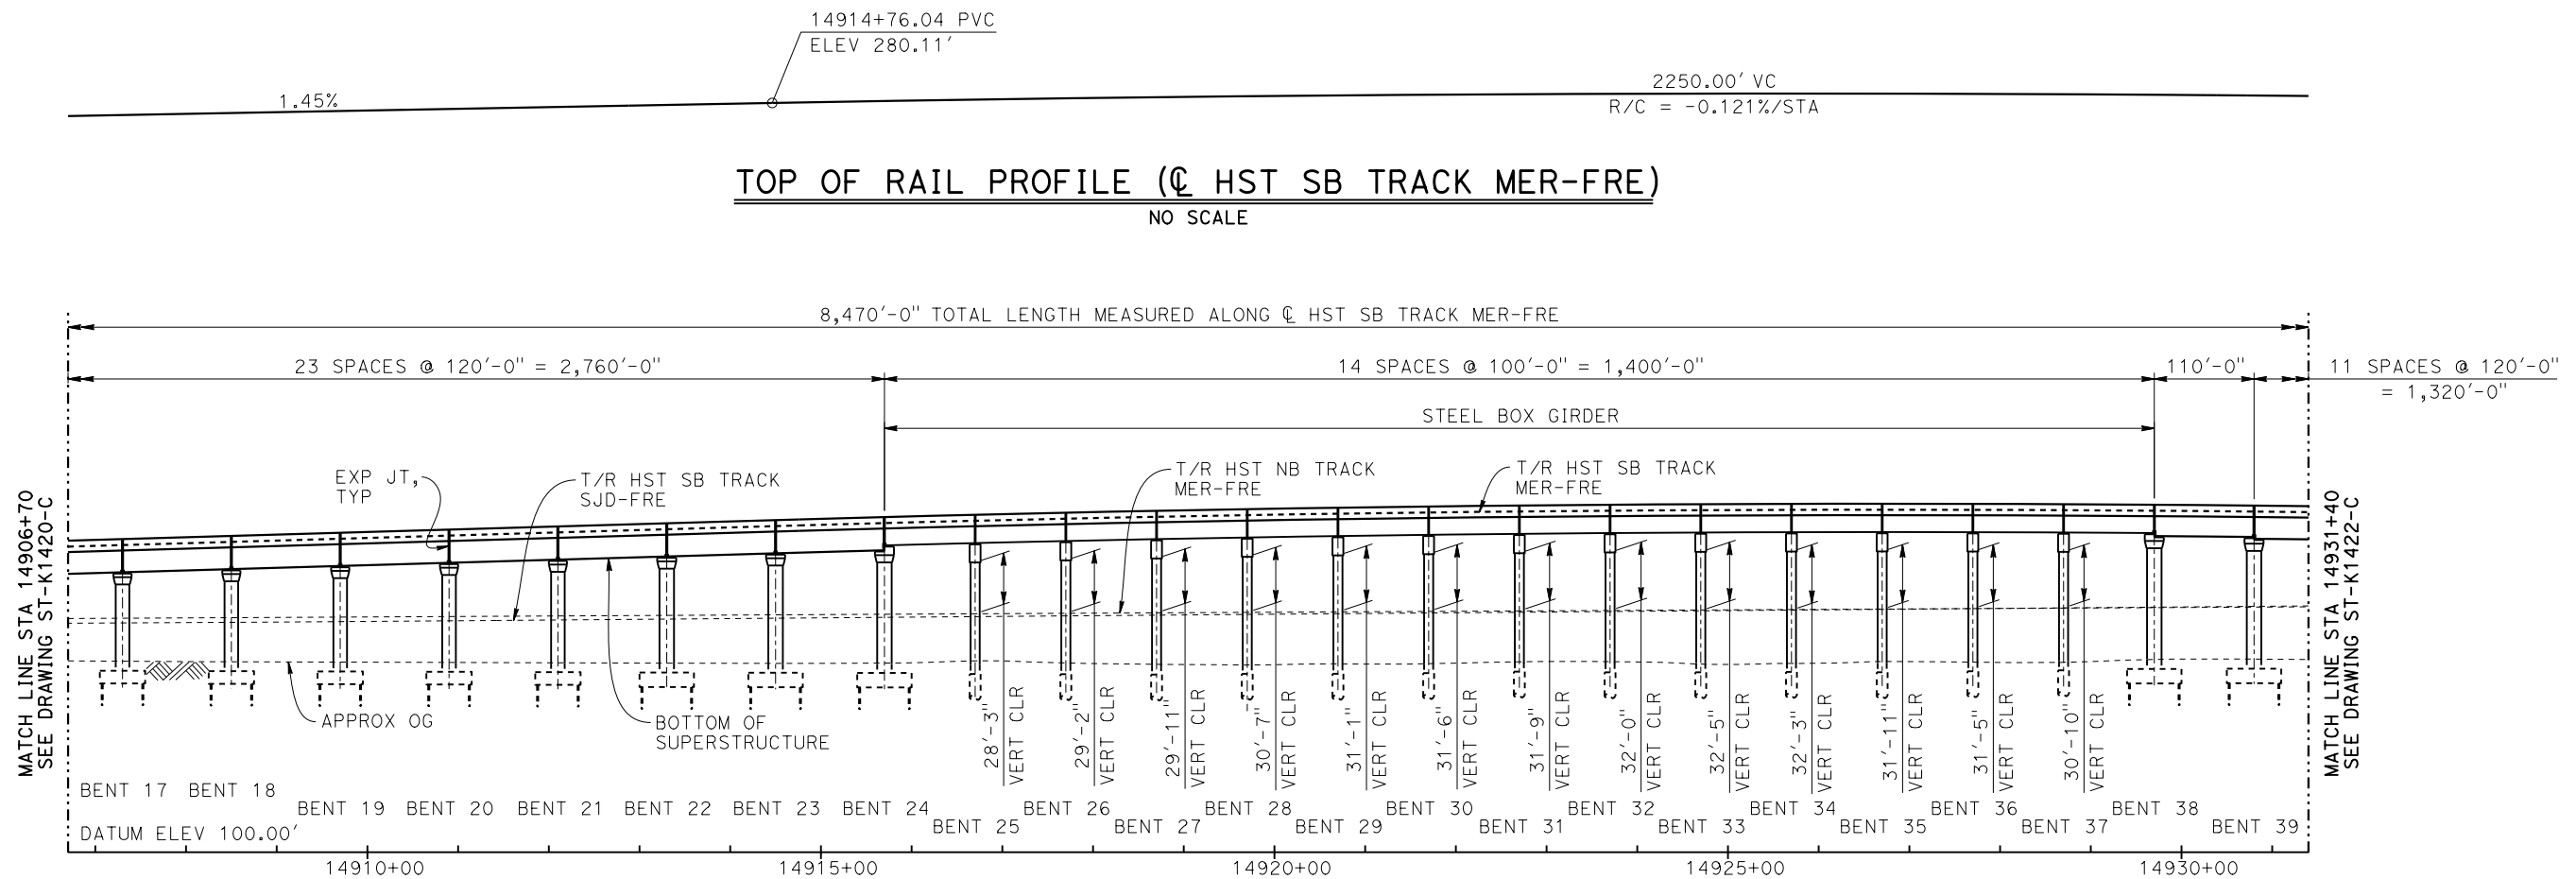 14914+76.04 PVC
ELEV 280.11'
1.45%
2250.00' VC
R/C = -0.121%/STA
TOP OF RAIL PROFILE (℄ HST SB TRACK MER-FRE)
NO SCALE
8,470'-0" TOTAL LENGTH MEASURED ALONG ℄ HST SB TRACK MER-FRE
23 SPACES @ 120'-0" = 2,760'-0"
14 SPACES @ 100'-0" = 1,400'-0"
110'-0"
11 SPACES @ 120'-0"
= 1,320'-0"
STEEL BOX GIRDER
EXP JT,
TYP
T/R HST SB TRACK
SJD-FRE
T/R HST NB TRACK
MER-FRE
T/R HST SB TRACK
MER-FRE
MATCH LINE STA 14906+70
SEE DRAWING ST-K1420-C
MATCH LINE STA 14931+40
SEE DRAWING ST-K1422-C
APPROX OG
BOTTOM OF
SUPERSTRUCTURE
28'-3"
VERT CLR
29'-2"
VERT CLR
29'-11"
VERT CLR
30'-7"
VERT CLR
31'-1"
VERT CLR
31'-6"
VERT CLR
31'-9"
VERT CLR
32'-0"
VERT CLR
32'-5"
VERT CLR
32'-3"
VERT CLR
31'-11"
VERT CLR
31'-5"
VERT CLR
30'-10"
VERT CLR
BENT 17 BENT 18
BENT 19 BENT 20 BENT 21 BENT 22 BENT 23 BENT 24 BENT 26 BENT 28 BENT 30 BENT 32 BENT 34 BENT 36 BENT 38
BENT 25 BENT 27 BENT 29 BENT 31 BENT 33 BENT 35 BENT 37 BENT 39
DATUM ELEV 100.00'
14910+00 14915+00 14920+00 14925+00 14930+00